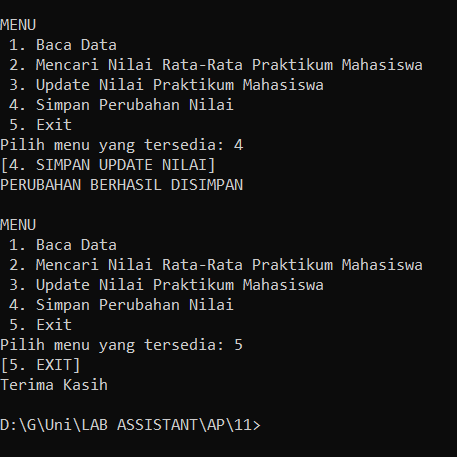 MENU
1. Baca Data
2. Mencari Nilai Rata-Rata Praktikum Mahasiswa
3. Update Nilai Praktikum Mahasiswa
4. Simpan Perubahan Nilai
5. Exit
Pilih menu yang tersedia: 4
[4. SIMPAN UPDATE NILAI]
PERUBAHAN BERHASIL DISIMPAN
MENU
1. Baca Data
2. Mencari Nilai Rata-Rata Praktikum Mahasiswa
3. Update Nilai Praktikum Mahasiswa
4. Simpan Perubahan Nilai
5. Exit
Pilih menu yang tersedia: 5
[5. EXIT]
Terima Kasih
D:\G\Uni\LAB ASSISTANT\AP\11>